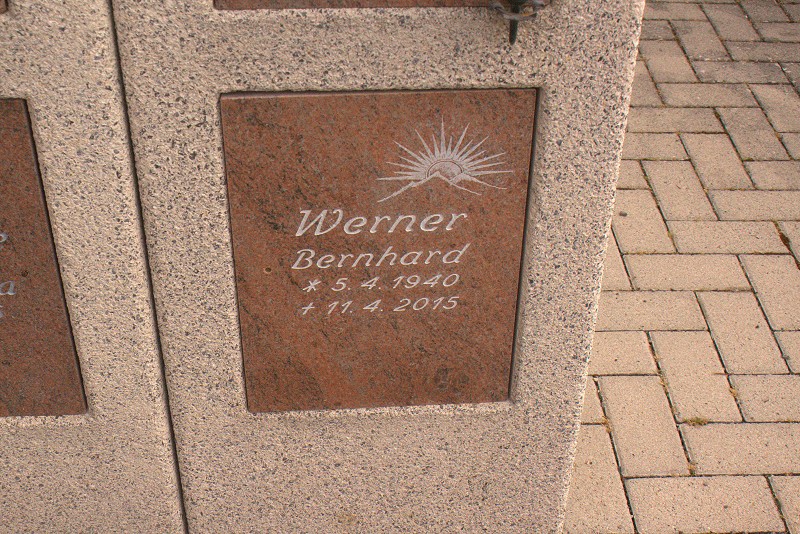 Werner
Bernhard
* 5. 4. 1940
+ 11. 4. 2015
a